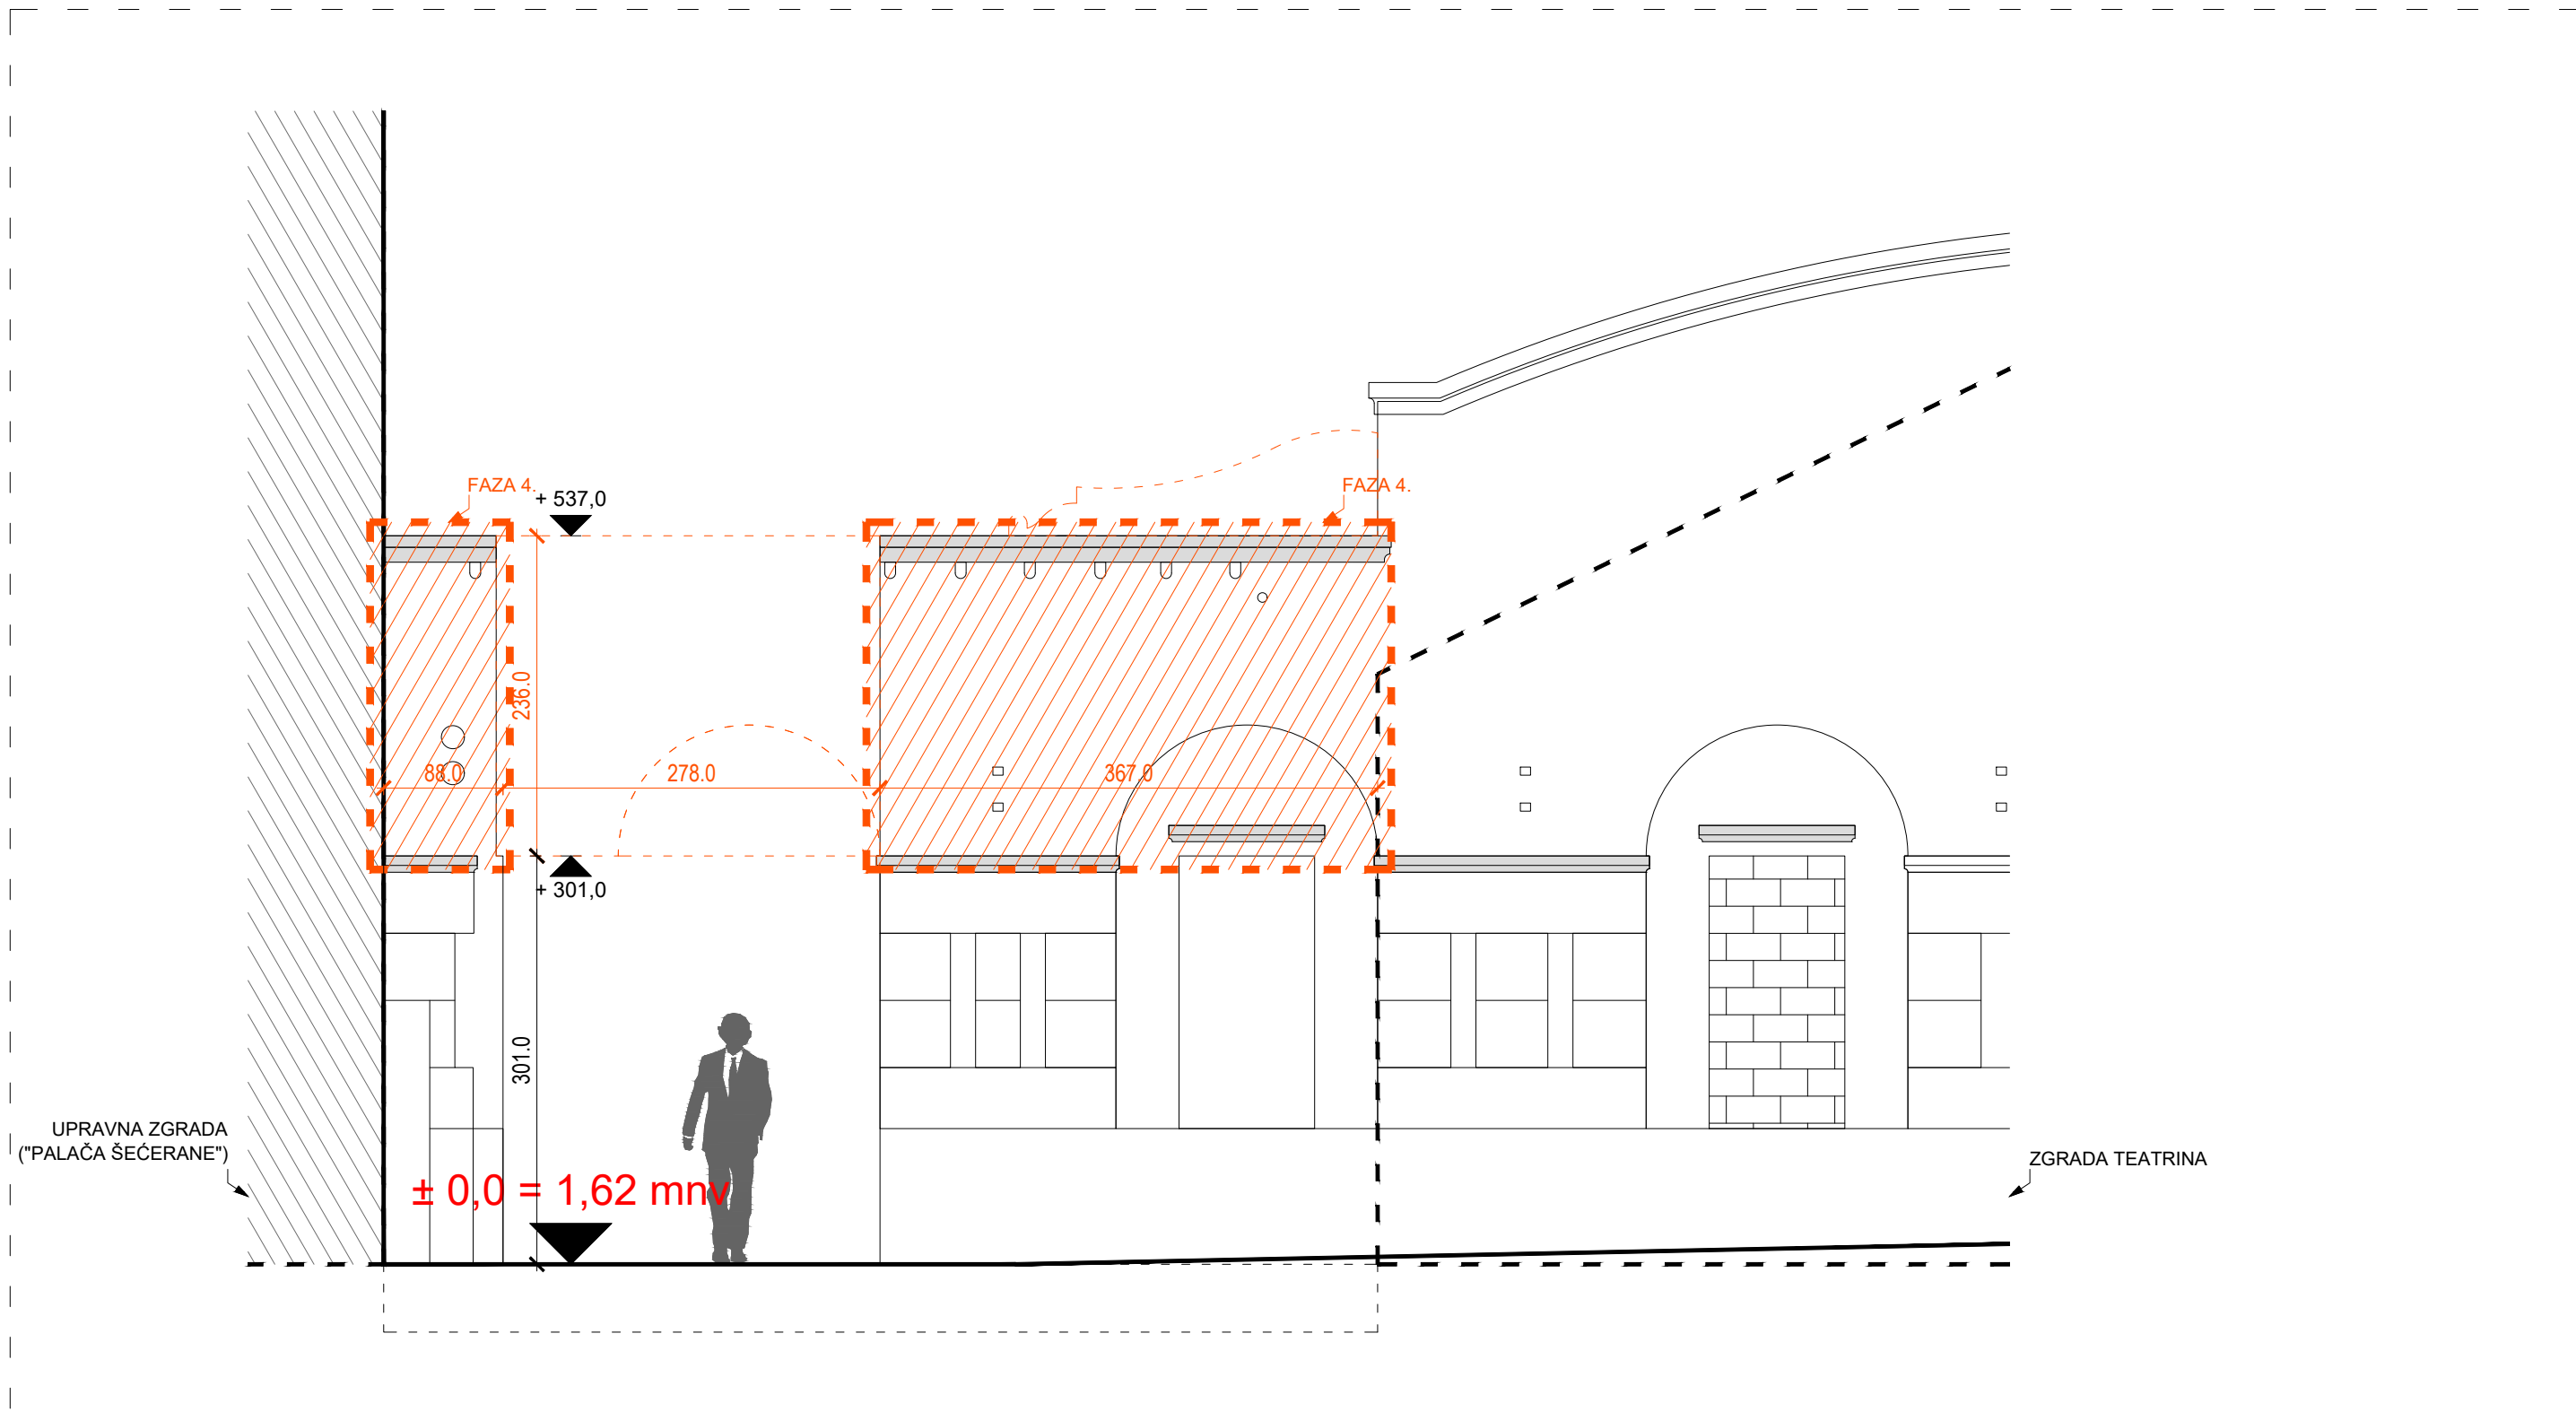 FAZA 4.
FAZA 4.
+ 537,0
236.0
88.0
278.0
367.0
+ 301,0
301.0
UPRAVNA ZGRADA
("PALAČA ŠEĆERANE")
ZGRADA TEATRINA
± 0,0 = 1,62 mnv